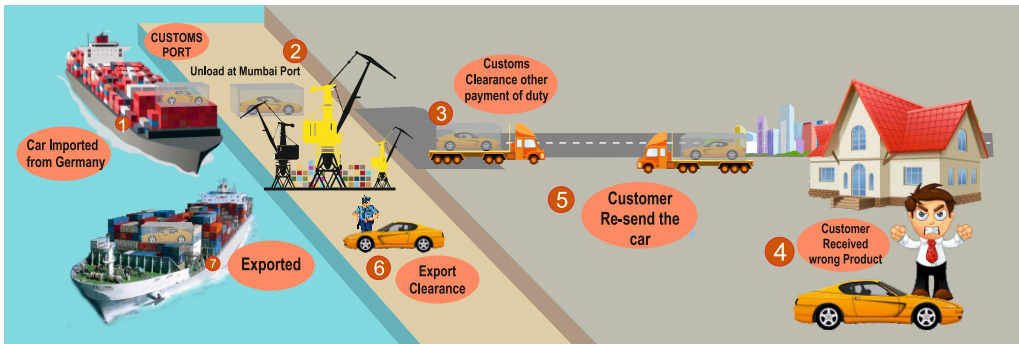 CUSTOMS
PORT
2
Unload at Mumbai Port
1
Car Imported
from Germany
Customs
Clearance other
payment of duty
3
4
Customer
Received
wrong Product
5
Customer
Re-send the
car
6
Export
Clearance
7
Exported